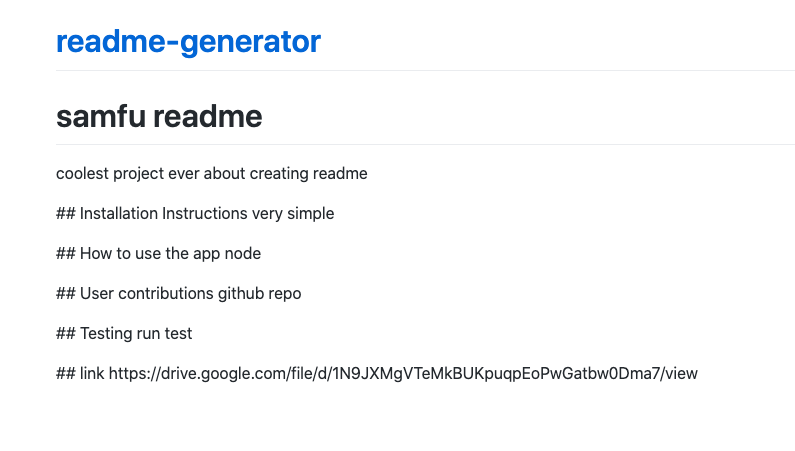 readme-generator
samfu readme
coolest project ever about creating readme
## Installation Instructions very simple
## How to use the app node
## User contributions github repo
## Testing run test
## link https://drive.google.com/file/d/1N9JXMgVTeMkBUKpuqpEoPwGatbw0Dma7/view